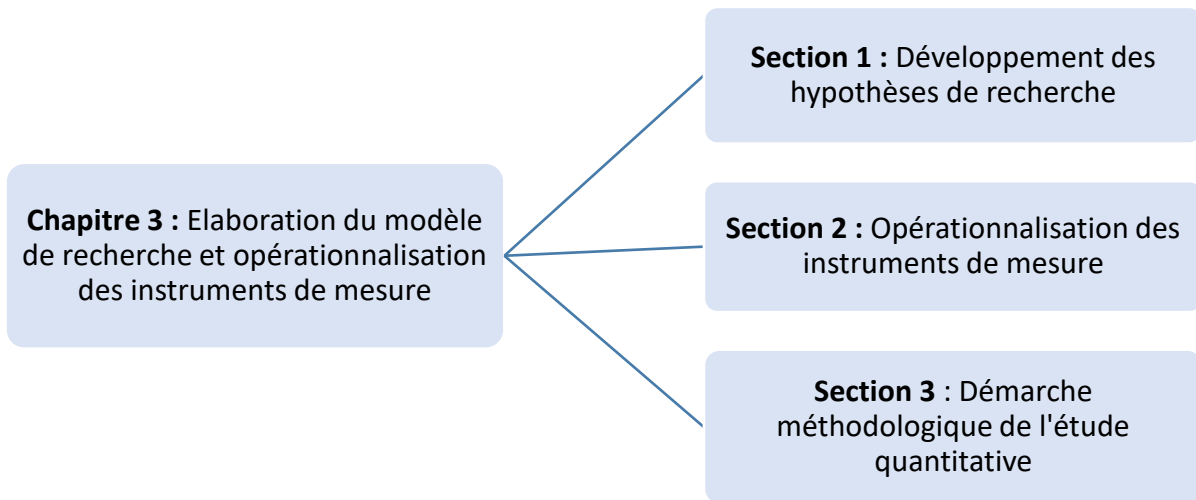 Chapitre 3 : Elaboration du modèle
de recherche et opérationnalisation
des instruments de mesure
Section 1 : Développement des
hypothèses de recherche
Section 2 : Opérationnalisation des
instruments de mesure
Section 3 : Démarche
méthodologique de l'étude
quantitative